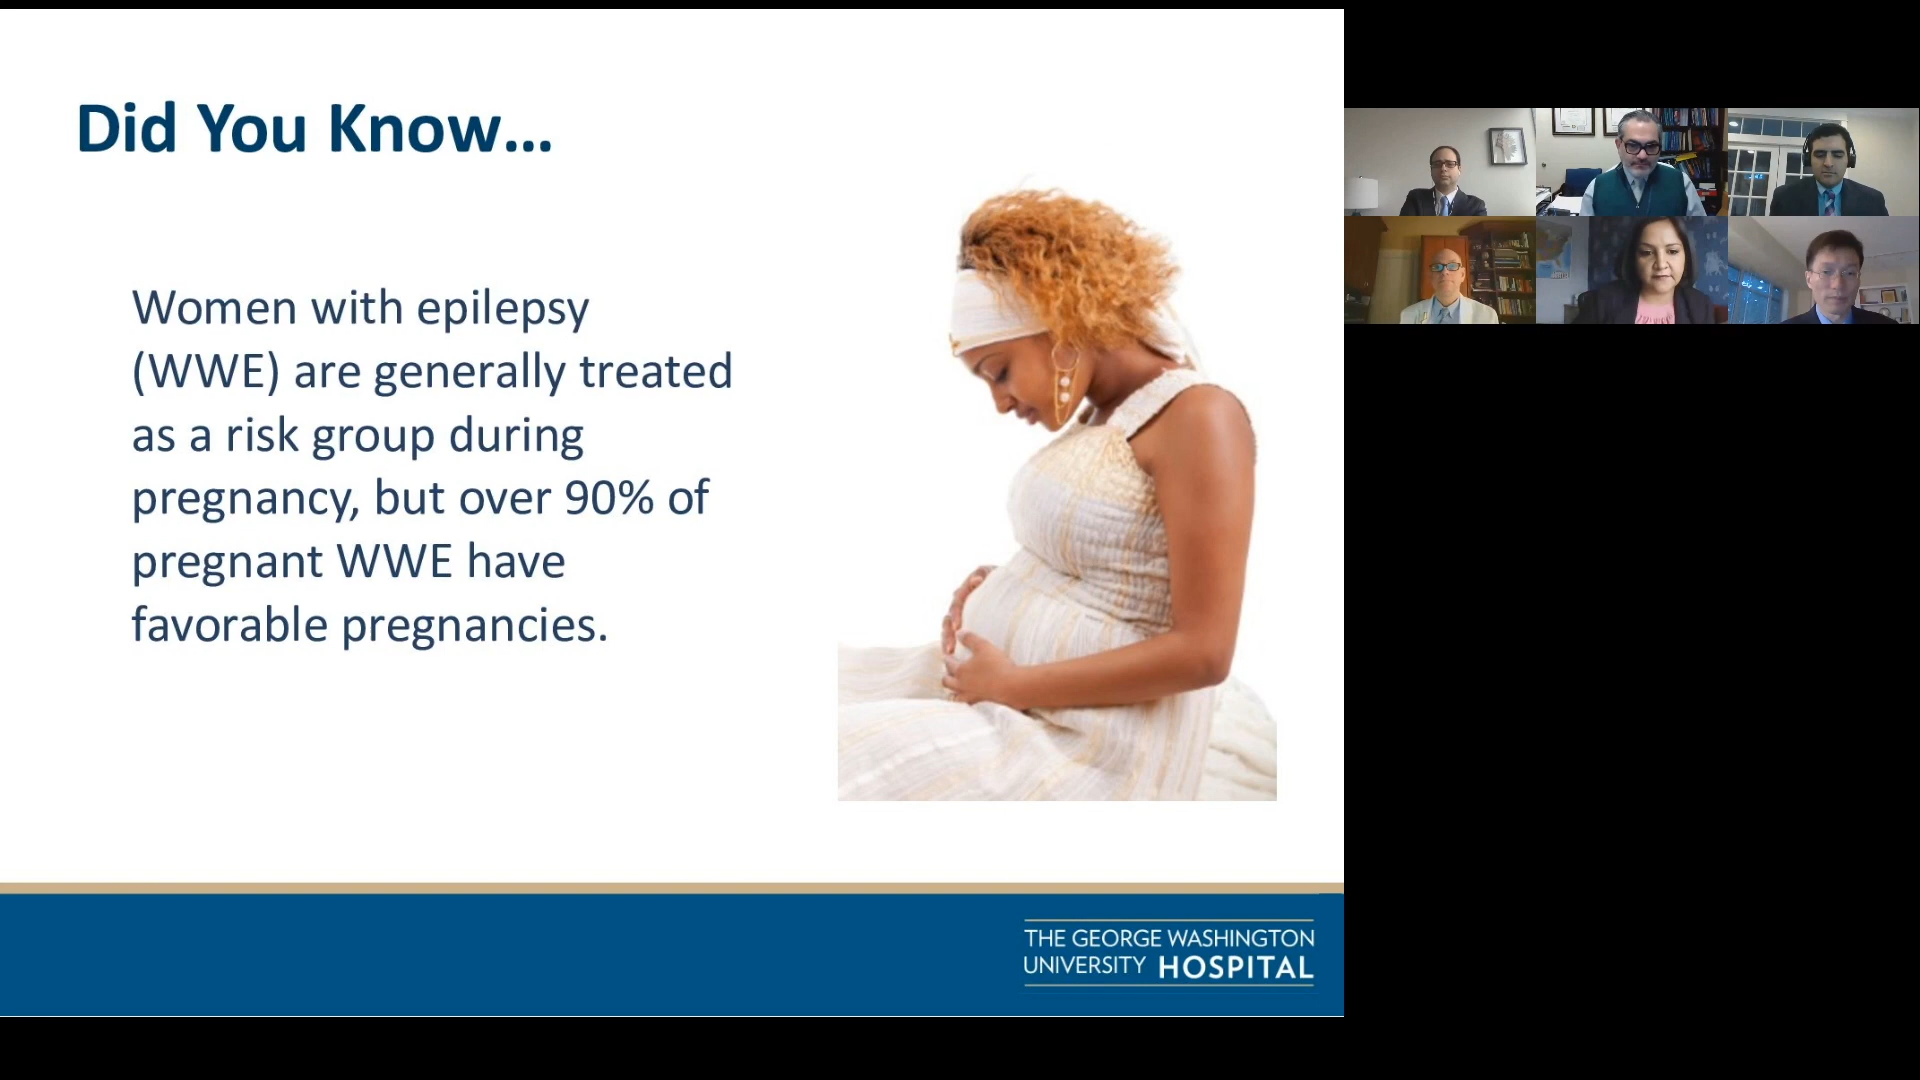 Did You Know...
Women with epilepsy
(WWE) are generally treated
as a risk group during
pregnancy, but over 90% of
pregnant WWE have
favorable pregnancies.
THE GEORGE WASHINGTON
UNIVERSITY HOSPITAL